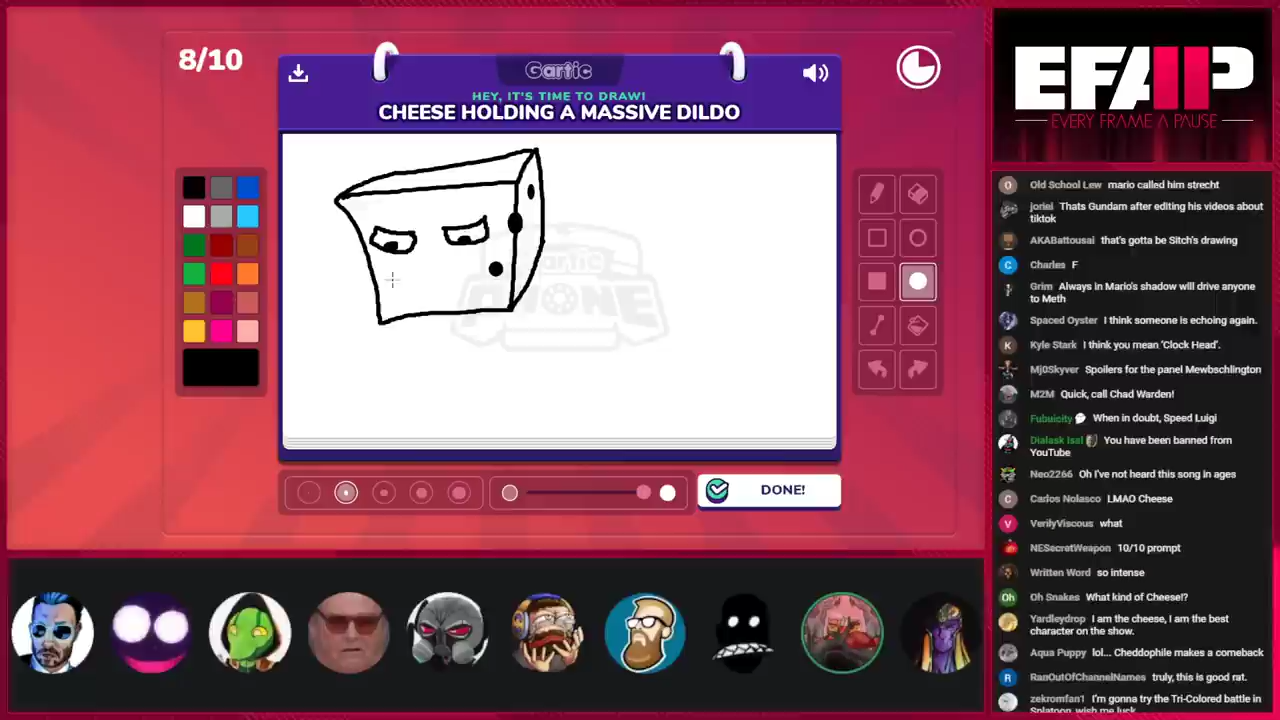 8/10
Gartic
HEY, IT'S TIME TO DRAW!
CHEESE HOLDING A MASSIVE DILDO
Gartic
PHONE
DONE!
EFAP
EVERY FRAME A PAUSE
Old School Lew mario called him strecht
joriel Thats Gundam after editing his videos about
tiktok
AKABattousai that's gotta be Sitch's drawing
Charles F
Grim Always in Mario's shadow will drive anyone
to Meth
Spaced Oyster I think someone is echoing again.
Kyle Stark I think you mean 'Clock Head'.
Mj0Skyver Spoilers for the panel Mewbschlington
M2M Quick, call Chad Warden!
Fubuicity When in doubt, Speed Luigi
Dialask Isal You have been banned from
YouTube
Neo2266 Oh I've not heard this song in ages
Carlos Nolasco LMAO Cheese
VerilyViscous what
NESecretWeapon 10/10 prompt
Written Word so intense
Oh Snakes What kind of Cheese!?
Yardleydrop I am the cheese, I am the best
character on the show.
Aqua Puppy lol... Cheddophile makes a comeback
RanOutOfChannelNames truly, this is good rat.
zekromfan1 I'm gonna try the Tri-Colored battle in
Splatoon, wish me luck